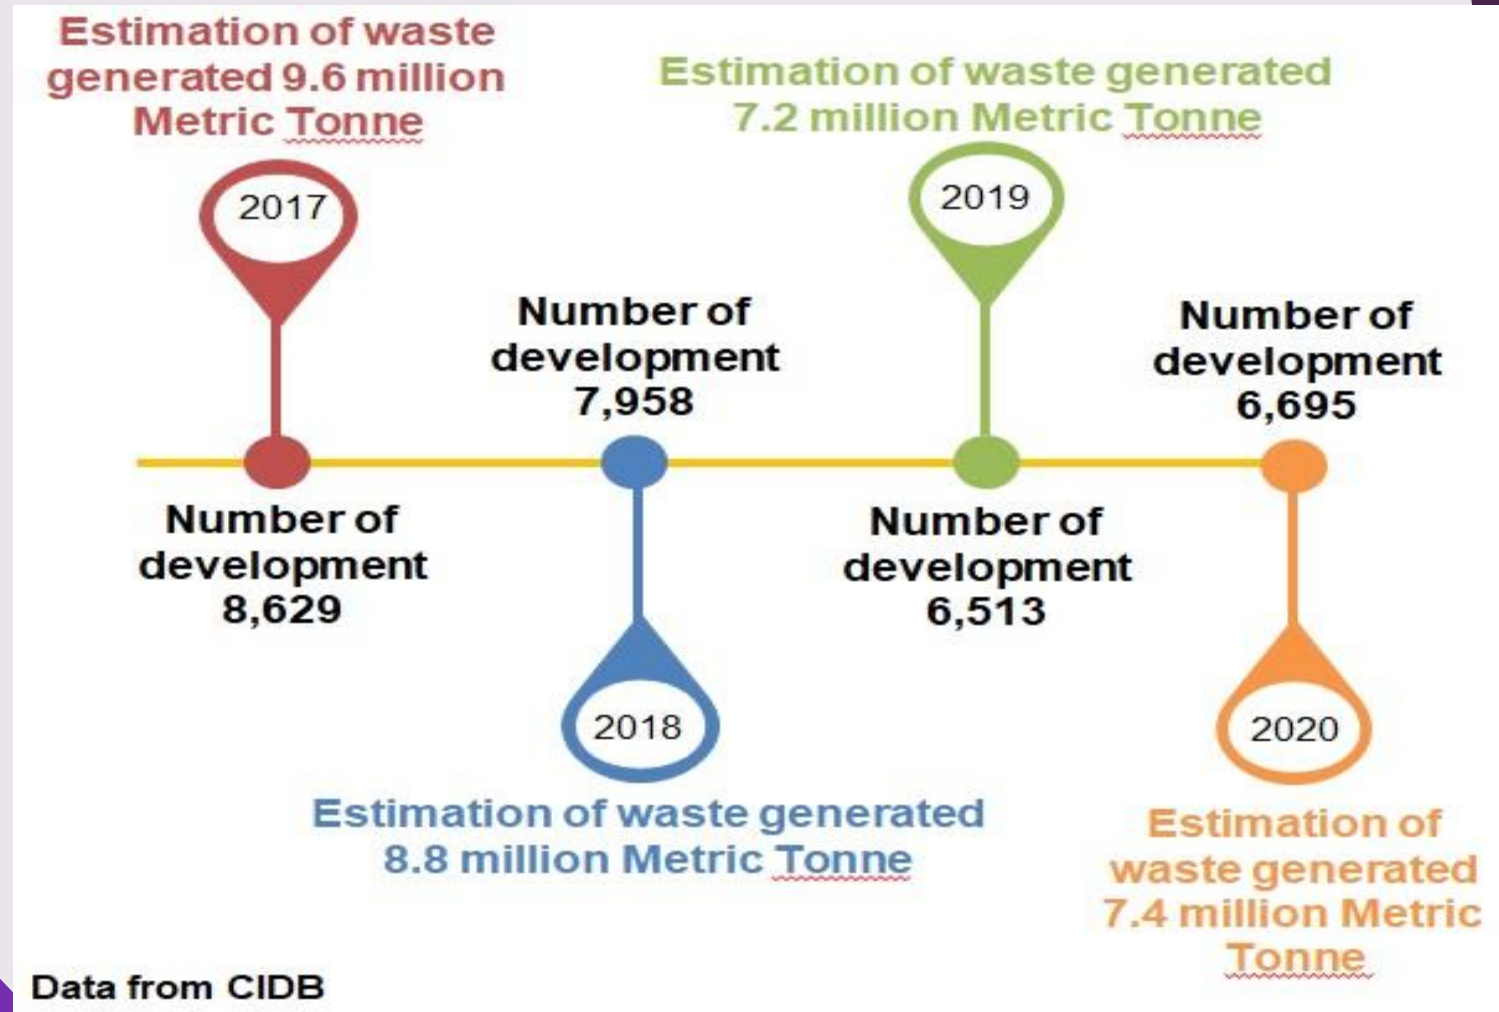 Estimation of waste
generated 9.6 million
Metric Tonne
2017
Number of
development
8,629
Number of
development
7,958
2018
Estimation of waste generated
8.8 million Metric Tonne
Estimation of waste generated
7.2 million Metric Tonne
2019
Number of
development
6,513
Number of
development
6,695
2020
Estimation of
waste generated
7.4 million Metric
Tonne
Data from CIDB